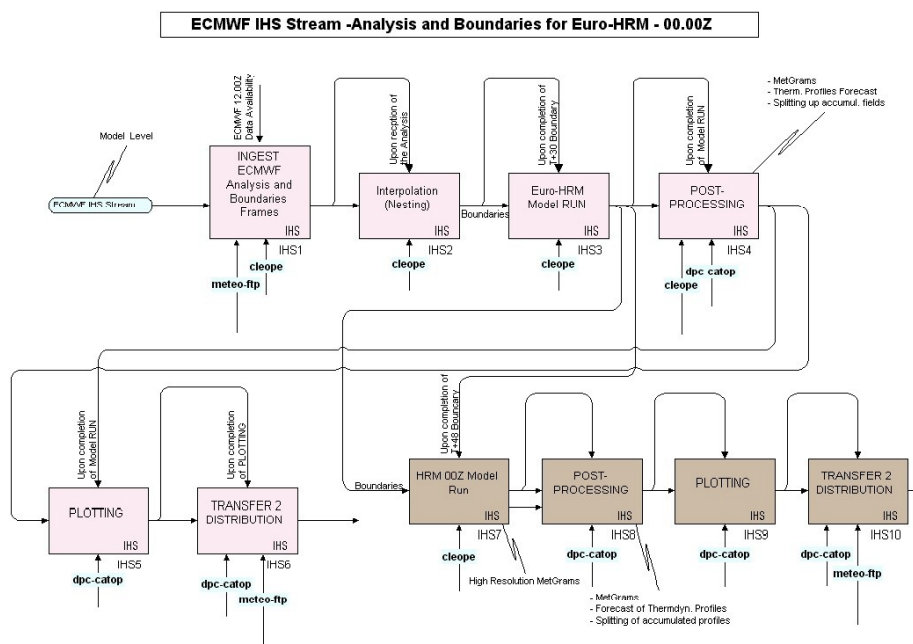 ECMWF IHS Stream -Analysis and Boundaries for Euro-HRM - 00.00Z
Model Level
ECMWF IHS Stream
ECMWF 12.00Z
Data Availability
INGEST
ECMWF
Analysis and
Boundaries
Frames
IHS
IHS1
cleope
meteo-ftp
Upon recption of
the Analysis
Interpolation
(Nesting)
IHS
IHS2
cleope
Boundaries
Upon completion of
T+30 Boundary
Euro-HRM
Model RUN
IHS
IHS3
cleope
Upon completion
of Model RUN
POST-
PROCESSING
IHS
IHS4
dpc catop
cleope
- MetGrams
- Therm. Profiles Forecast
- Splitting up accumul. fields
Upon completion
of Model RUN
PLOTTING
IHS
IHS5
dpc-catop
Upon completion
of PLOTTING
TRANSFER 2
DISTRIBUTION
IHS
IHS6
dpc-catop
meteo-ftp
Boundaries
Upon completion of
T+48 Boundary
HRM 00Z Model
Run
IHS
IHS7
cleope
High Resolution MetGrams
POST-
PROCESSING
IHS
IHS8
dpc-catop
- MetGrams
- Forecast of Thermdyn. Profiles
- Splitting of accumulated profiles
PLOTTING
IHS
IHS9
dpc-catop
TRANSFER 2
DISTRIBUTION
IHS
IHS10
dpc-catop
meteo-ftp